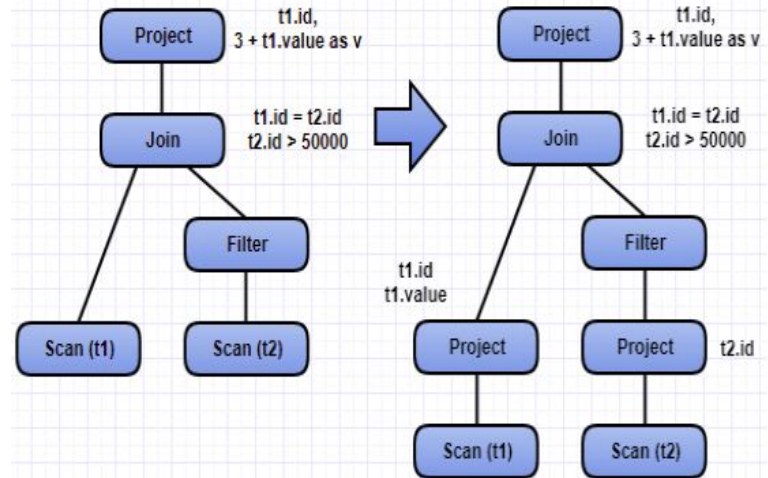 Project
t1.id,
3 + t1.value as v
Join
t1.id = t2.id
t2.id > 50000
Filter
Scan (t1)
Scan (t2)
Project
t1.id,
3 + t1.value as v
Join
t1.id = t2.id
t2.id > 50000
Filter
t1.id
t1.value
Project
Project
t2.id
Scan (t1)
Scan (t2)